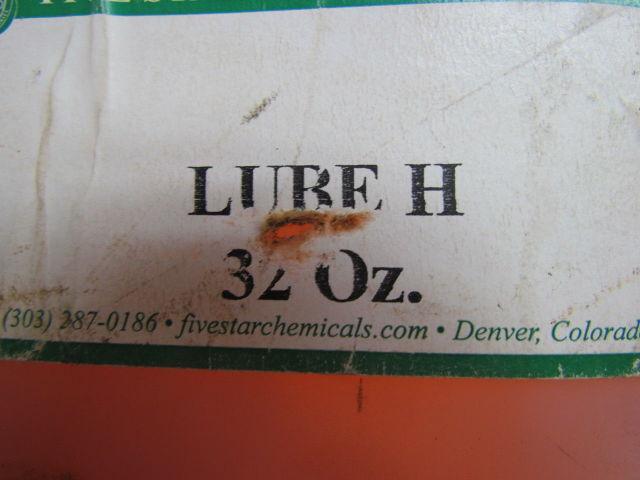 LUBE H
32 Oz.
(303) 287-0186 • fivestarchemicals.com • Denver, Colorad